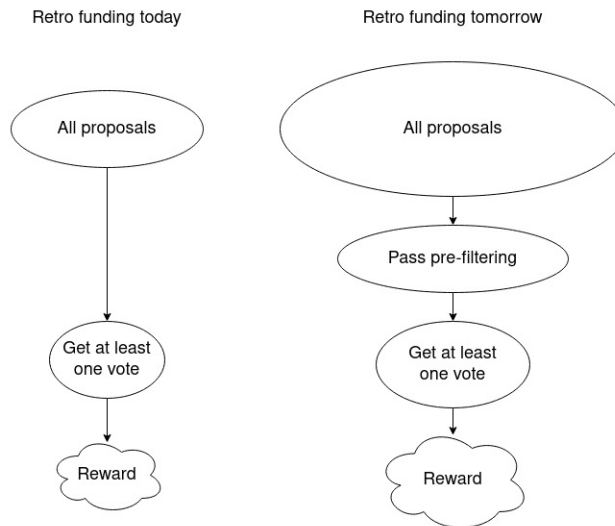 Retro funding today
Retro funding tomorrow
All proposals
All proposals
Pass pre-filtering
Get at least
one vote
Get at least
one vote
Reward
Reward